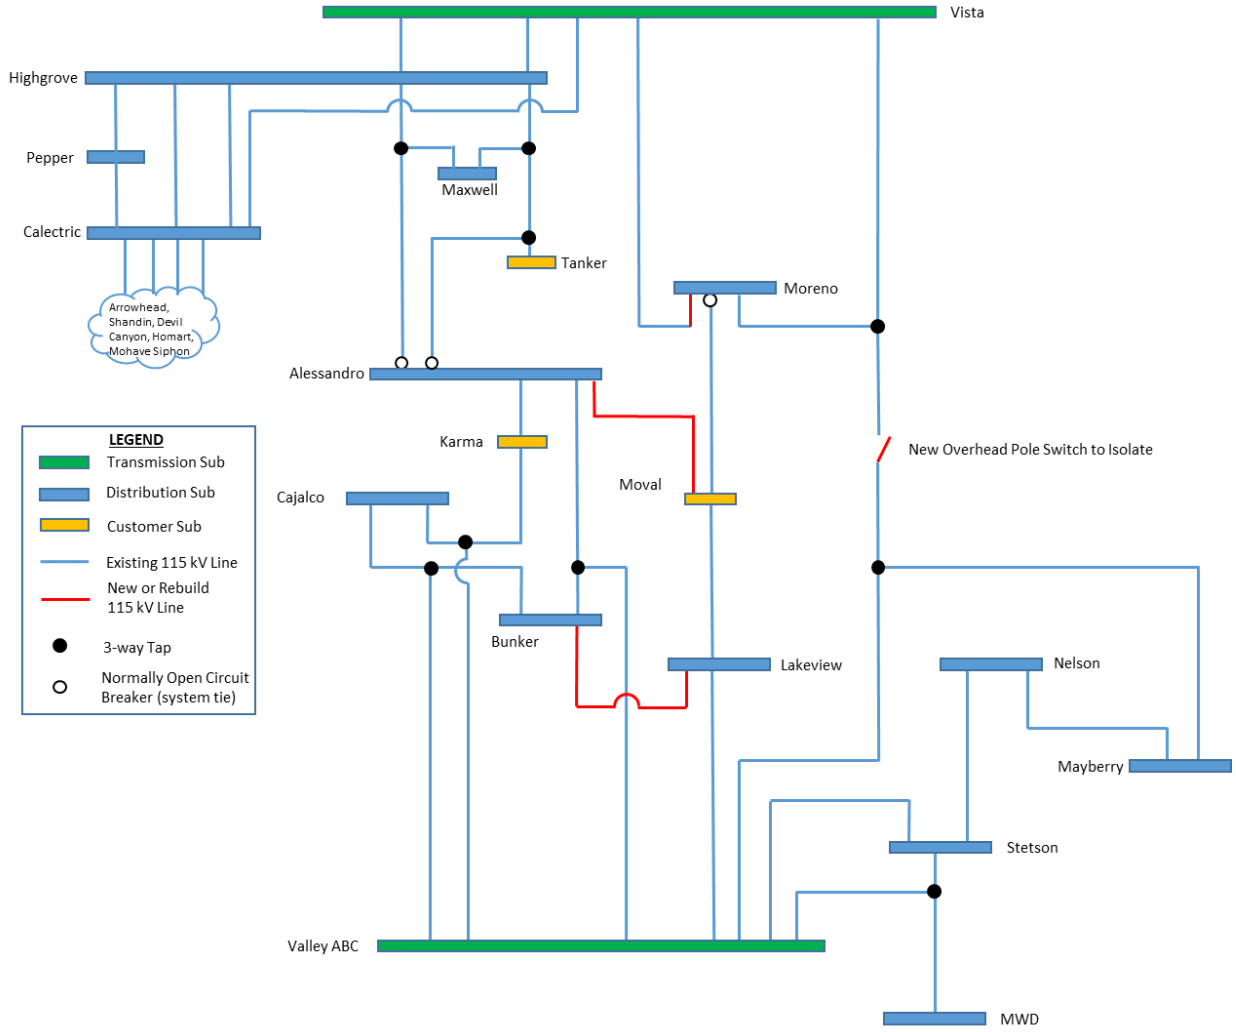 Vista
Highgrove
Pepper
Maxwell
Calectric
Tanker
Moreno
Arrowhead,
Shandin, Devil
Canyon, Homart,
Mohave Siphon
Alessandro
LEGEND
Transmission Sub
Distribution Sub
Customer Sub
Existing 115 kV Line
New or Rebuild
115 kV Line
3-way Tap
Normally Open Circuit
Breaker (system tie)
Karma
New Overhead Pole Switch to Isolate
Moval
Cajalco
Bunker
Lakeview
Nelson
Mayberry
Stetson
Valley ABC
MWD